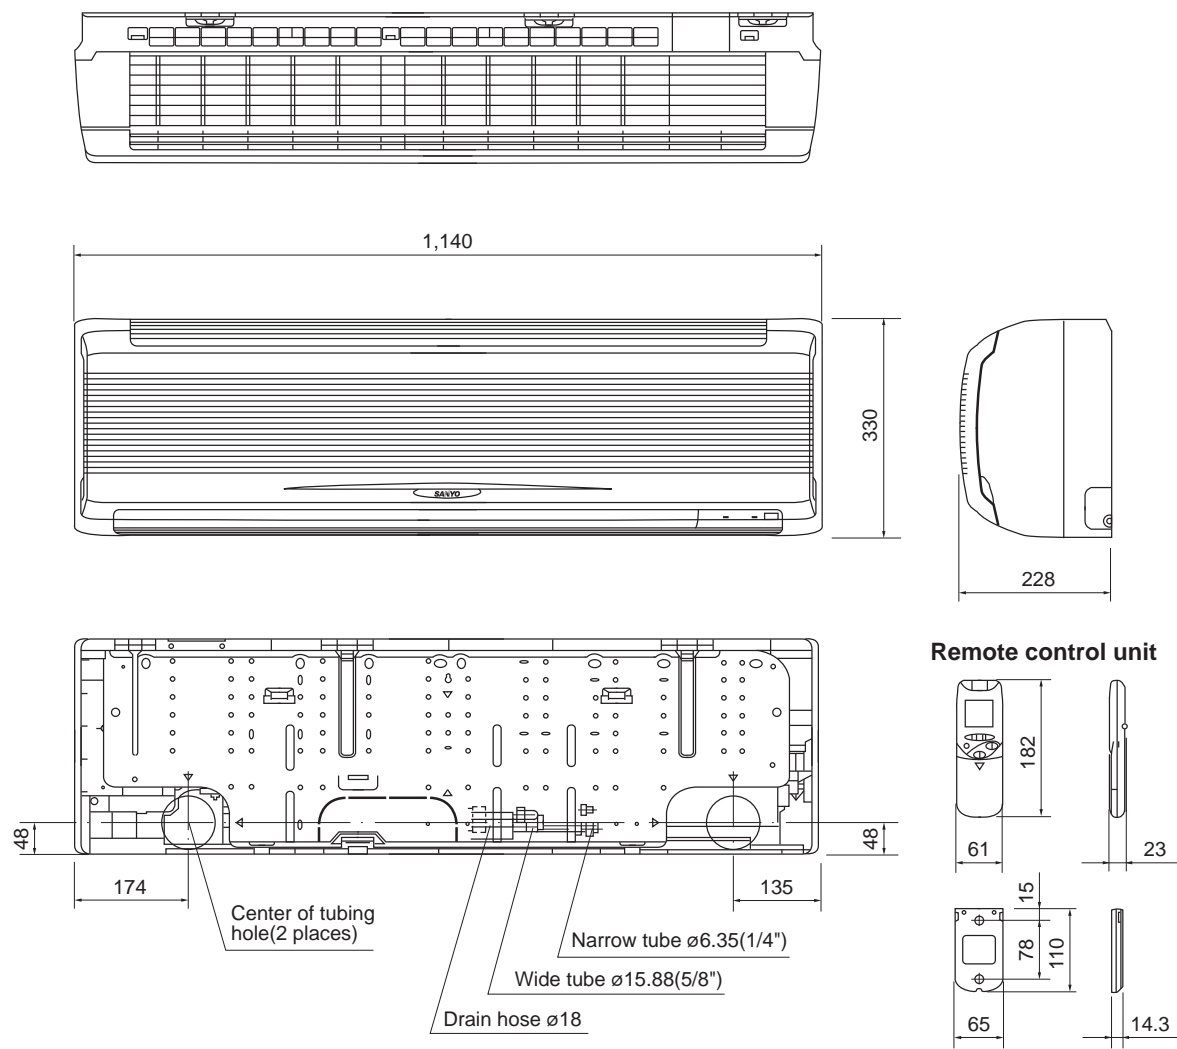 1,140
330
SANYO
228
Remote control unit
182
48
48
61
23
174
135
15
Center of tubing
hole(2 places)
Narrow tube ø6.35(1/4")
78
110
Wide tube ø15.88(5/8")
Drain hose ø18
65
14.3